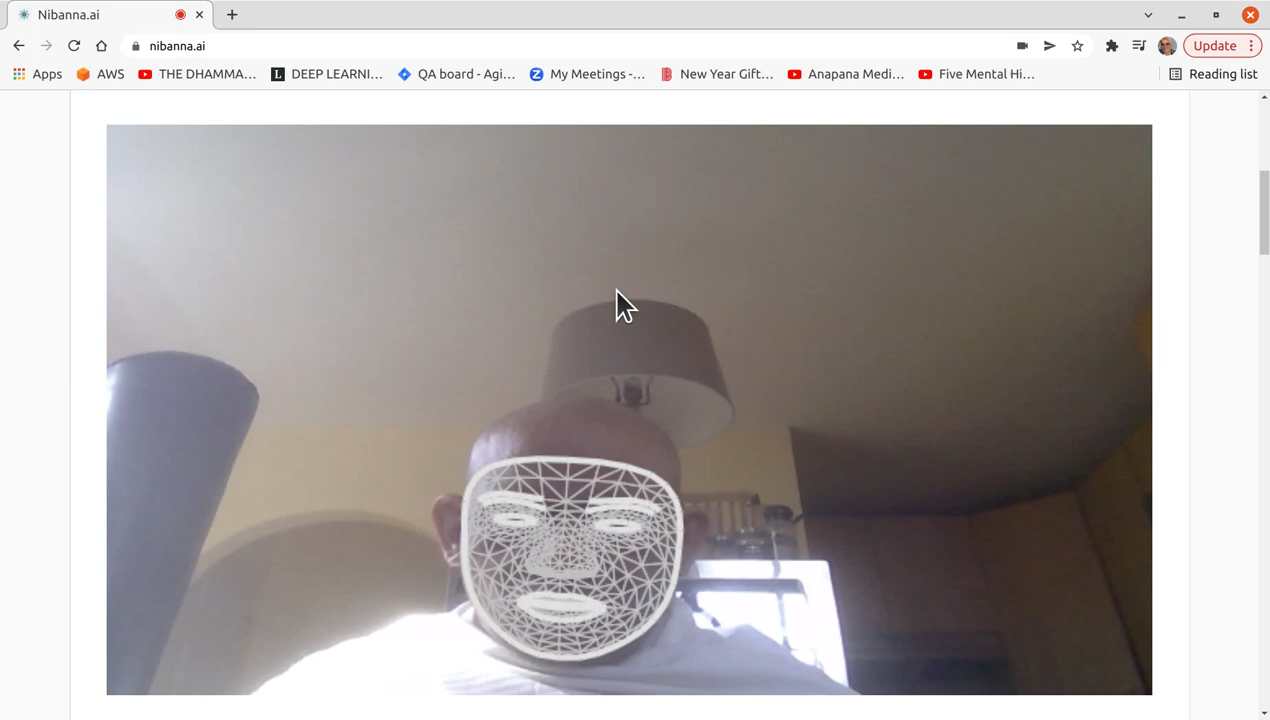 Nibanna.ai
nibanna.ai
Update
Apps
AWS
THE DHAMMA...
L DEEP LEARNI...
QA board - Agi...
Z My Meetings -...
B New Year Gift...
Anapana Medi...
Five Mental Hi...
Reading list